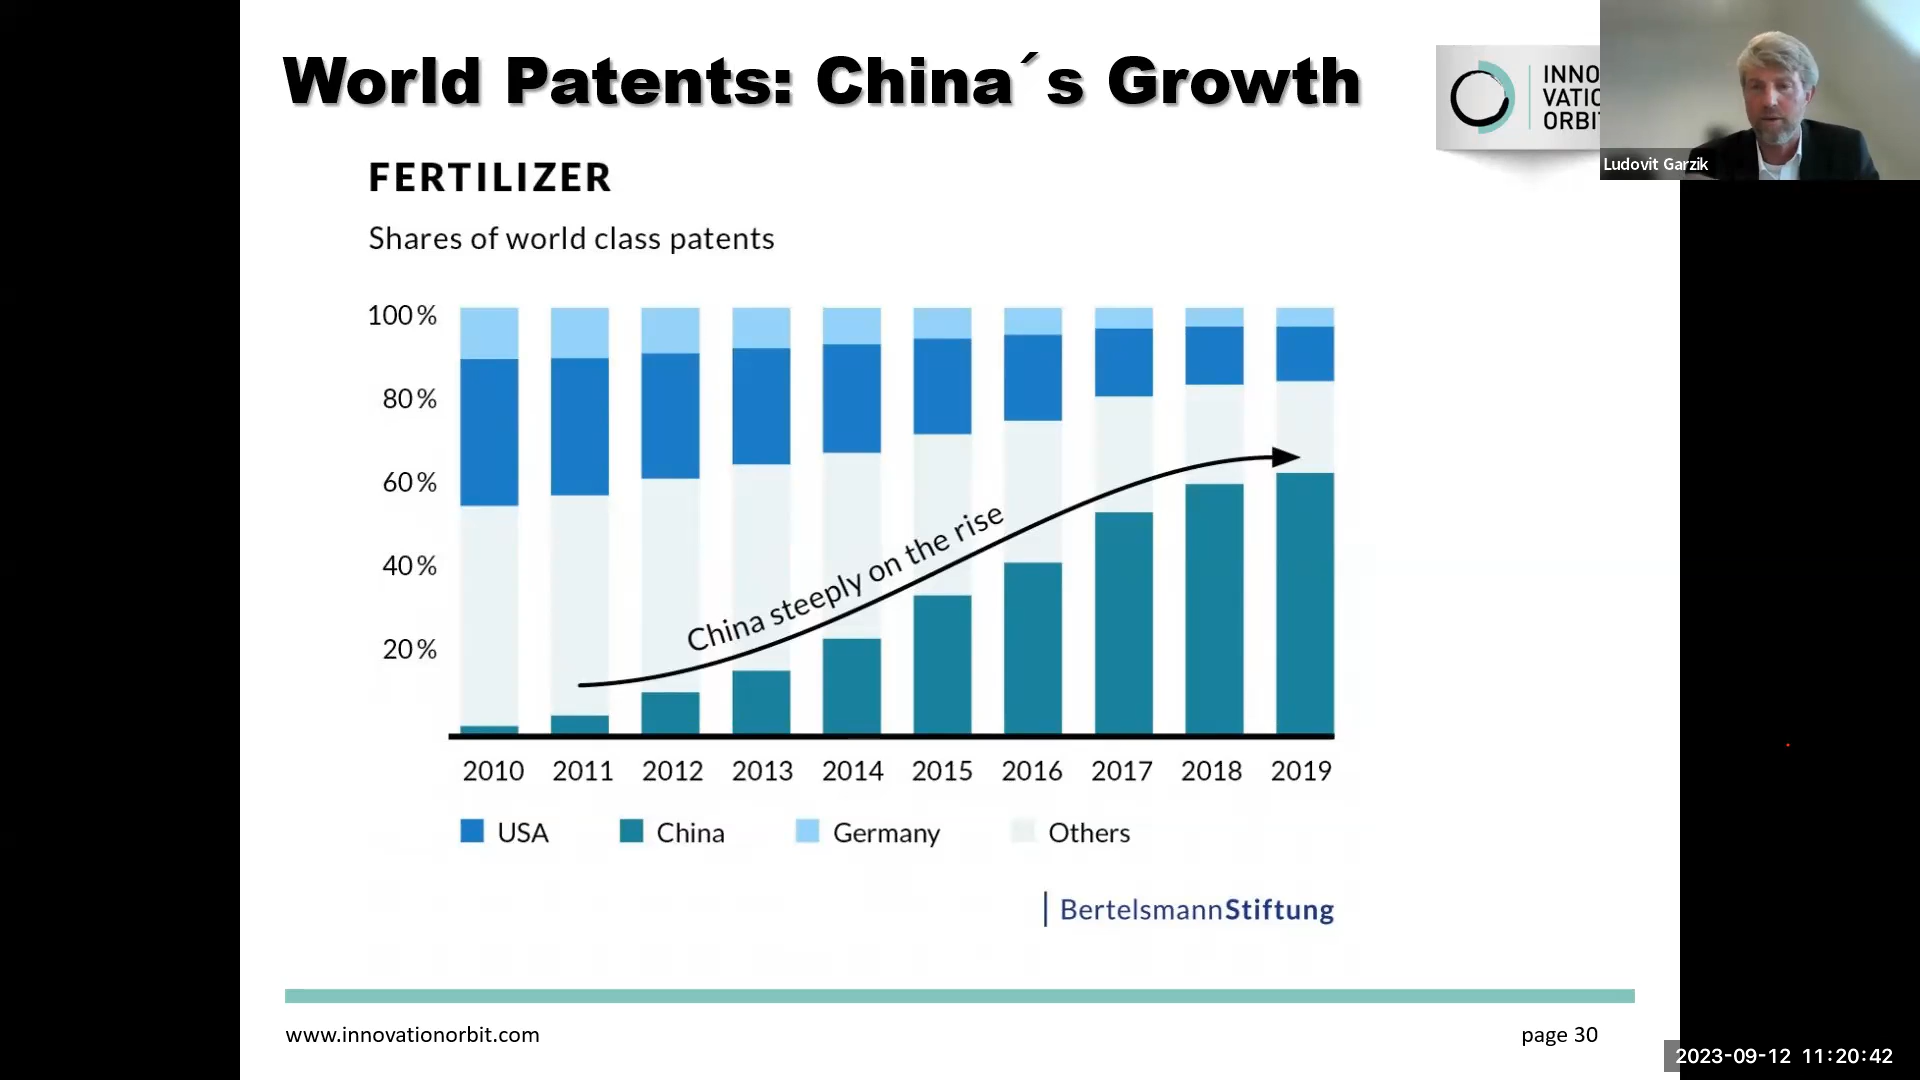 World Patents: China´s Growth
INNO
VATIC
ORBI
Ludovit Garzik
FERTILIZER
Shares of world class patents
100%
80%
60%
40%
20%
China steeply on the rise
2010 2011 2012 2013 2014 2015 2016 2017 2018 2019
USA China Germany Others
BertelsmannStiftung
www.innovationorbit.com
page 30
2023-09-12 11:20:42